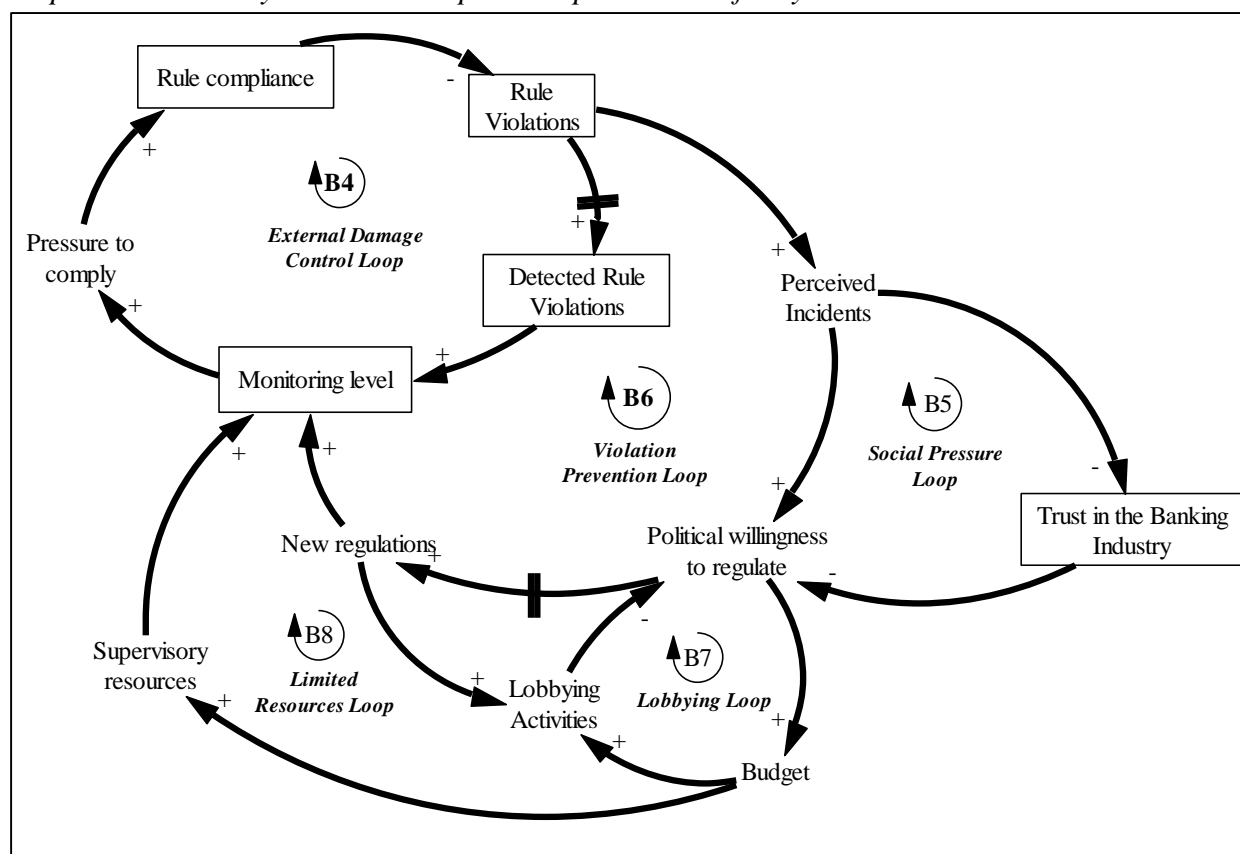 Rule compliance
-
Rule
Violations
+
B4
+
+
External Damage
Control Loop
Pressure to
comply
Detected Rule
Violations
Perceived
Incidents
+
+
Monitoring level
B6
B5
+
+
Violation
Prevention Loop
Social Pressure
Loop
-
+
Trust in the Banking
Industry
New regulations
+
Political willingness
to regulate
-
-
B8
B7
Supervisory
resources
Limited
Resources Loop
+
Lobbying
Activities
Lobbying Loop
+
+
+
Budget